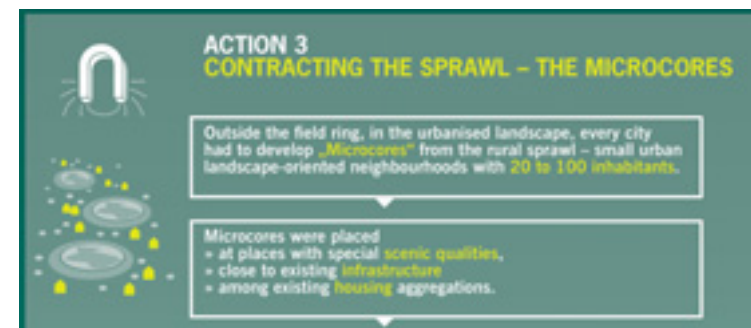 ACTION 3
CONTRACTING THE SPRAWL – THE MICROCORES
Outside the field ring, in the urbanised landscape, every city
had to develop „Microcores“ from the rural sprawl – small urban
landscape-oriented neighbourhoods with 20 to 100 inhabitants.
Microcores were placed
» at places with special scenic qualities,
» close to existing infrastructure
» among existing housing aggregations.